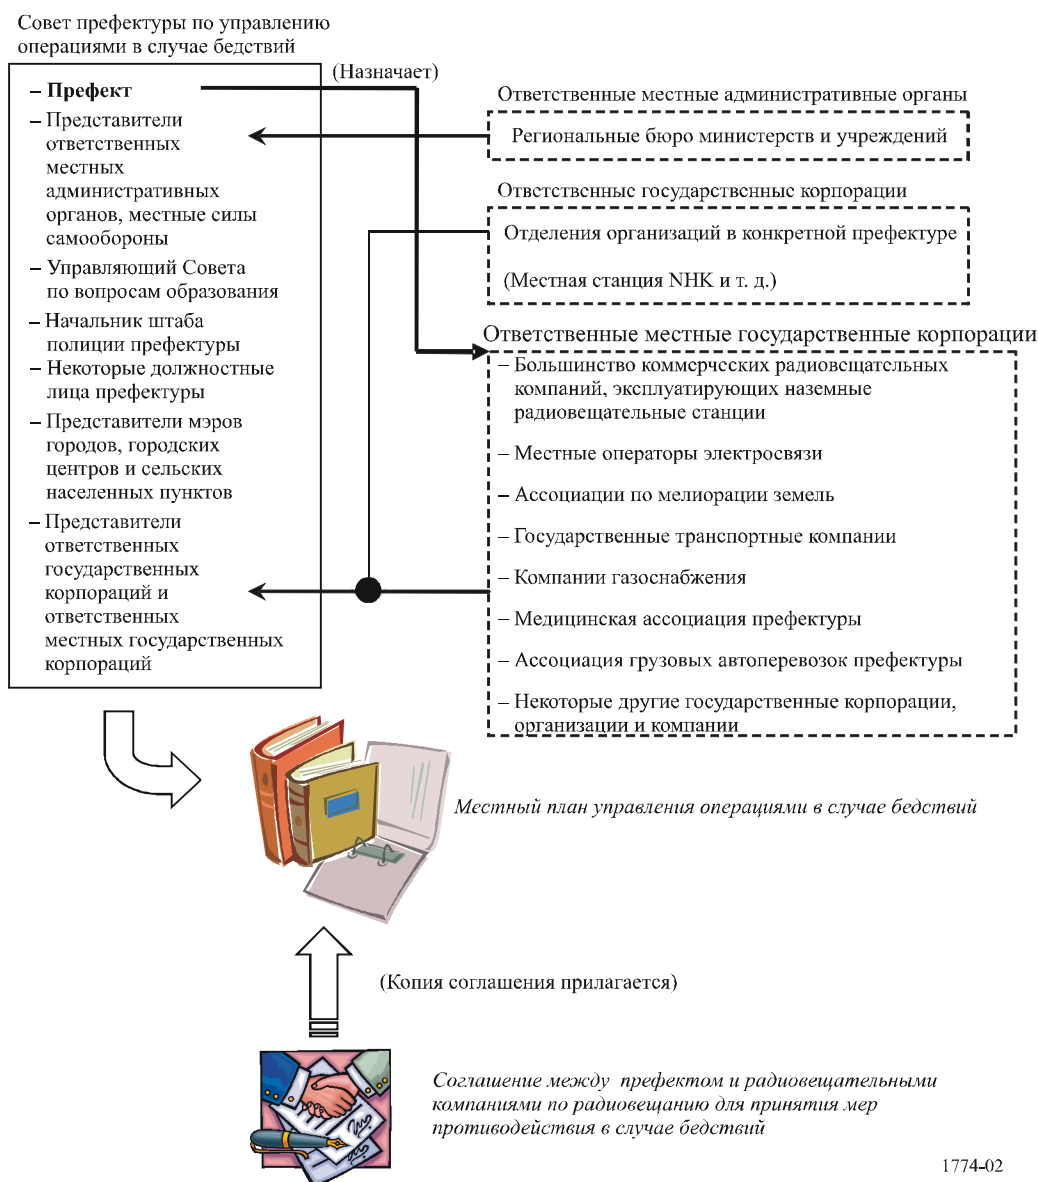 Совет префектуры по управлению
операциями в случае бедствий
– Префект
– Представители
ответственных
местных
административных
органов, местные силы
самообороны
– Управляющий Совета
по вопросам образования
– Начальник штаба
полиции префектуры
– Некоторые должностные
лица префектуры
– Представители мэров
городов, городских
центров и сельских
населенных пунктов
– Представители
ответственных
государственных
корпораций и
ответственных
местных государственных
корпораций
(Назначает)
Ответственные местные административные органы
Региональные бюро министерств и учреждений
Ответственные государственные корпорации
Отделения организаций в конкретной префектуре
(Местная станция NHK и т. д.)
Ответственные местные государственные корпорации
– Большинство коммерческих радиовещательных
компаний, эксплуатирующих наземные
радиовещательные станции
– Местные операторы электросвязи
– Ассоциации по мелиорации земель
– Государственные транспортные компании
– Компании газоснабжения
– Медицинская ассоциация префектуры
– Ассоциация грузовых автоперевозок префектуры
– Некоторые другие государственные корпорации,
организации и компании
Местный план управления операциями в случае бедствий
(Копия соглашения прилагается)
Соглашение между префектом и радиовещательными
компаниями по радиовещанию для принятия мер
противодействия в случае бедствий
1774-02